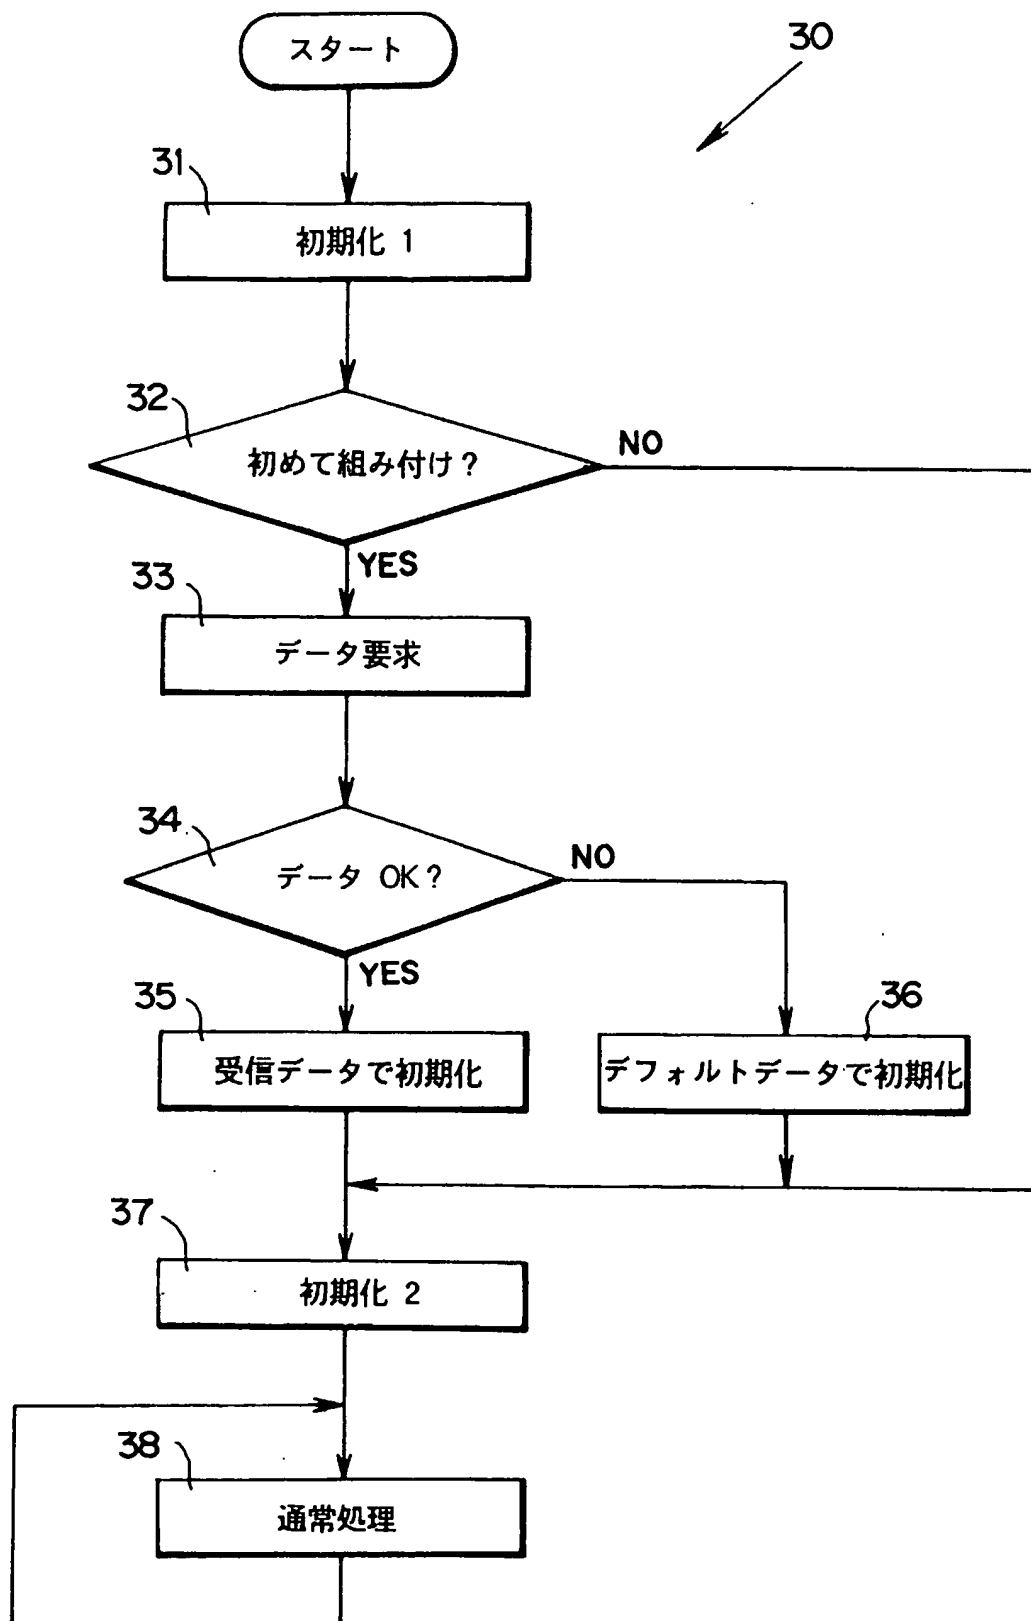 スタート
30
31
初期化 1
32
初めて組み付け?
NO
YES
33
データ要求
34
データ OK?
NO
YES
35
受信データで初期化
36
デフォルトデータで初期化
37
初期化 2
38
通常処理